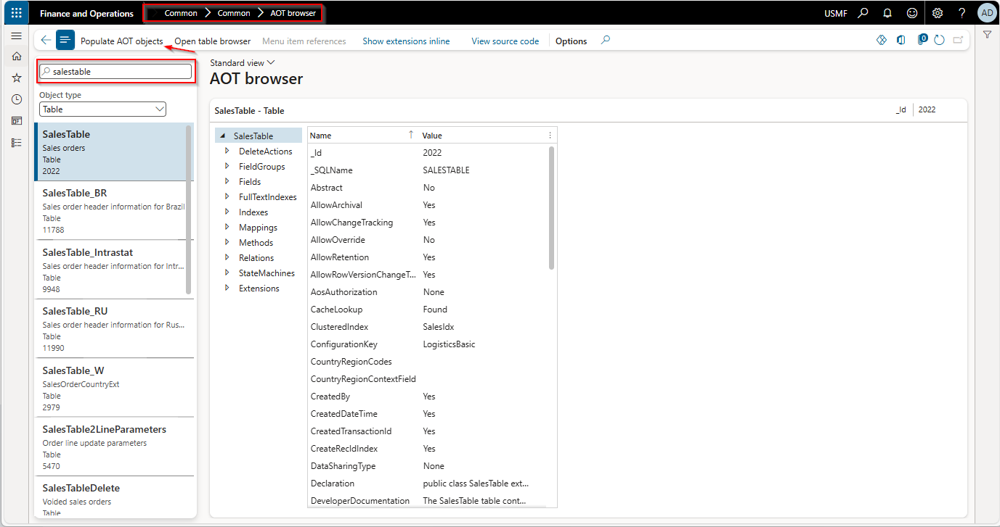 Finance and Operations Common Common AOT browser USMF ? AD
Populate AOT objects Open table browser Menu item references Show extensions inline View source code Options 0
salestable
Object type
Table
SalesTable
Sales orders
Table
2022
SalesTable_BR
Sales order header information for Brazil
Table
11788
SalesTable_Intrastat
Sales order header information for Intr...
Table
9948
SalesTable_RU
Sales order header information for Rus...
Table
11990
SalesTable_W
SalesOrderCountryExt
Table
2979
SalesTable2LineParameters
Order line update parameters
Table
5470
SalesTableDelete
Voided sales orders
Table
Standard view
AOT browser
SalesTable - Table _Id 2022
SalesTable
DeleteActions
FieldGroups
Fields
FullTextIndexes
Indexes
Mappings
Methods
Relations
StateMachines
Extensions
Name Value
_Id 2022
_SQLName SALESTABLE
Abstract No
AllowArchival Yes
AllowChangeTracking Yes
AllowOverride No
AllowRetention Yes
AllowRowVersionChangeT... Yes
AosAuthorization None
CacheLookup Found
ClusteredIndex SalesIdx
ConfigurationKey LogisticsBasic
CountryRegionCodes
CountryRegionContextField
CreatedBy Yes
CreatedDateTime Yes
CreatedTransactionId Yes
CreateRecIdIndex Yes
DataSharingType None
Declaration public class SalesTable ext...
DeveloperDocumentation The SalesTable table cont...